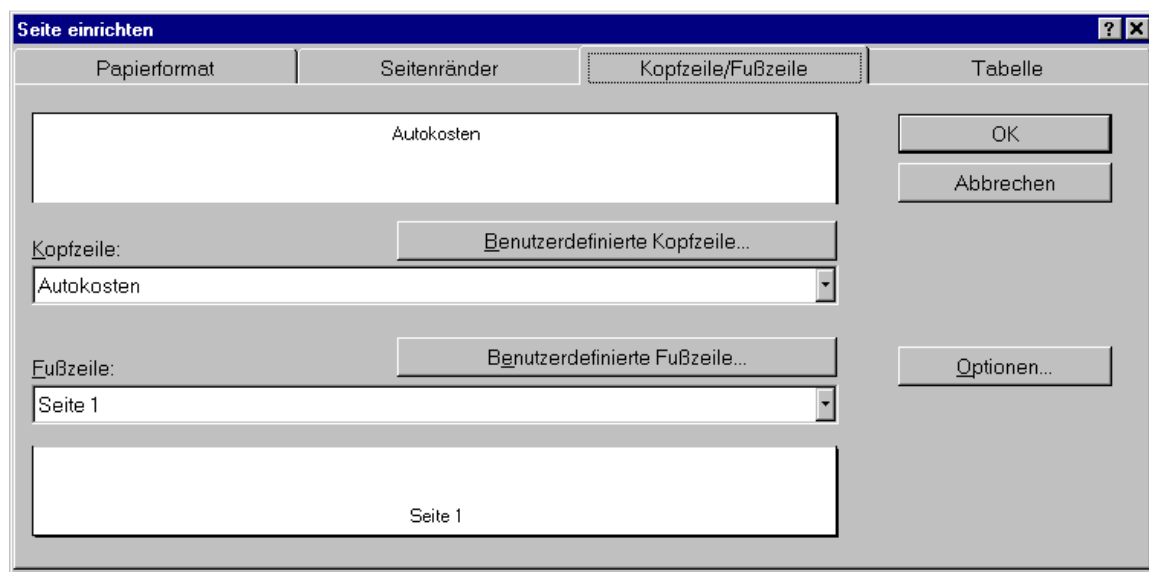 Seite einrichten
Papierformat Seitenränder Kopfzeile/Fußzeile Tabelle
Autokosten
OK
Abbrechen
Kopfzeile: Benutzerdefinierte Kopfzeile...
Autokosten
Fußzeile: Benutzerdefinierte Fußzeile... Optionen...
Seite 1
Seite 1